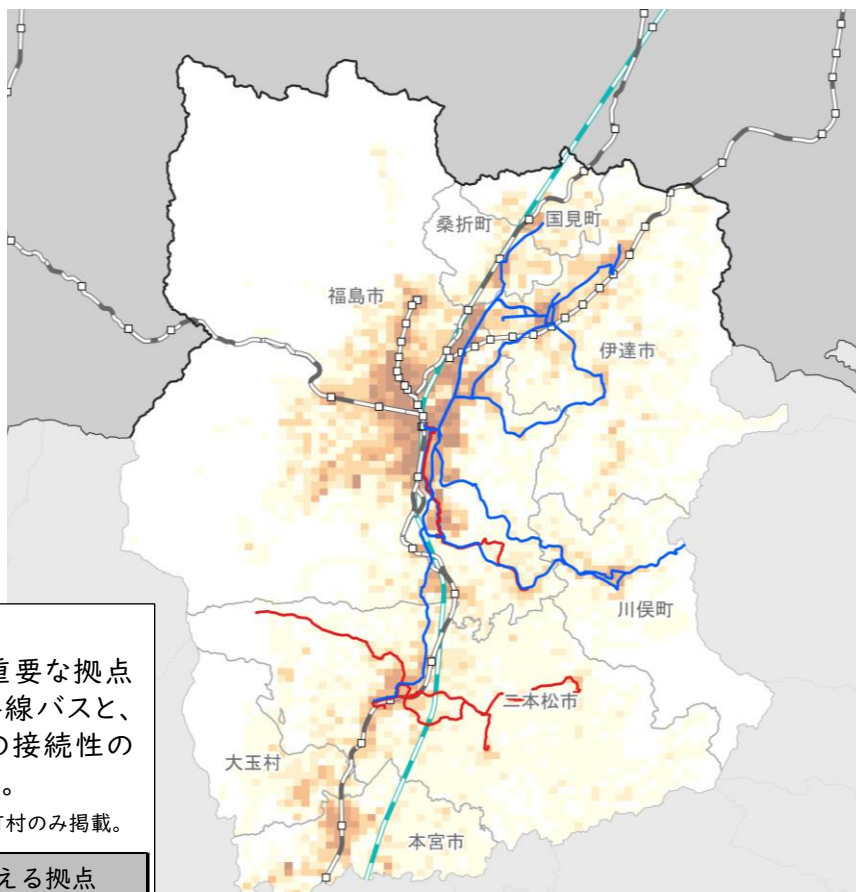 桑折町
国見町
福島市
伊達市
川俣町
二本松市
大玉村
本宮市
重要な拠点
線バスと、
の接続性の
。
町村のみ掲載。
える拠点